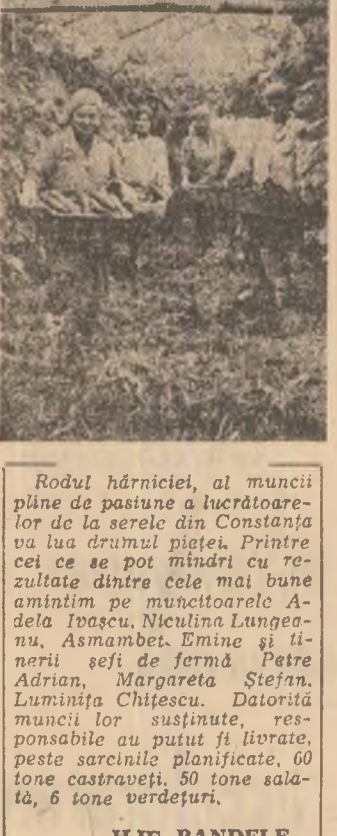 Rodul hărniciei, al muncii
pline de pasiune a lucrătoare-
lor de la serele din Constanța
va lua drumul pieței. Printre
cei ce se pot mîndri cu re-
zultate dintre cele mai bune
amintim pe muncitoarele A-
dela Ivașcu, Niculina Lungea-
nu, Asmambet Emine și ti-
nerii șefi de fermă Petre
Adrian, Margareta Ștefan,
Luminița Chițescu. Datorită
muncii lor susținute, res-
ponsabile au putut fi livrate,
peste sarcinile planificate, 60
tone castraveți, 50 tone sala-
tă, 6 tone verdețuri.
ILIE BANDELE